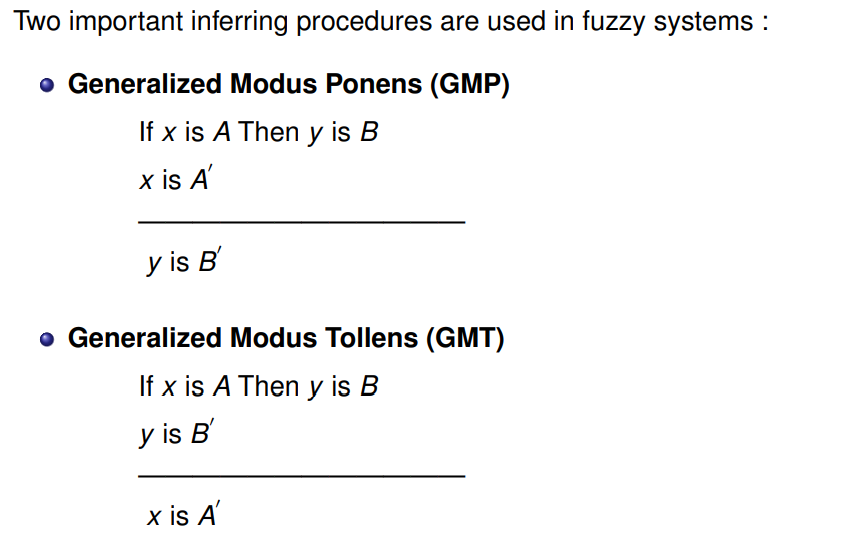 Two important inferring procedures are used in fuzzy systems :
Generalized Modus Ponens (GMP)
If x is A Then y is B
x is A′
y is B′
Generalized Modus Tollens (GMT)
If x is A Then y is B
y is B′
x is A′